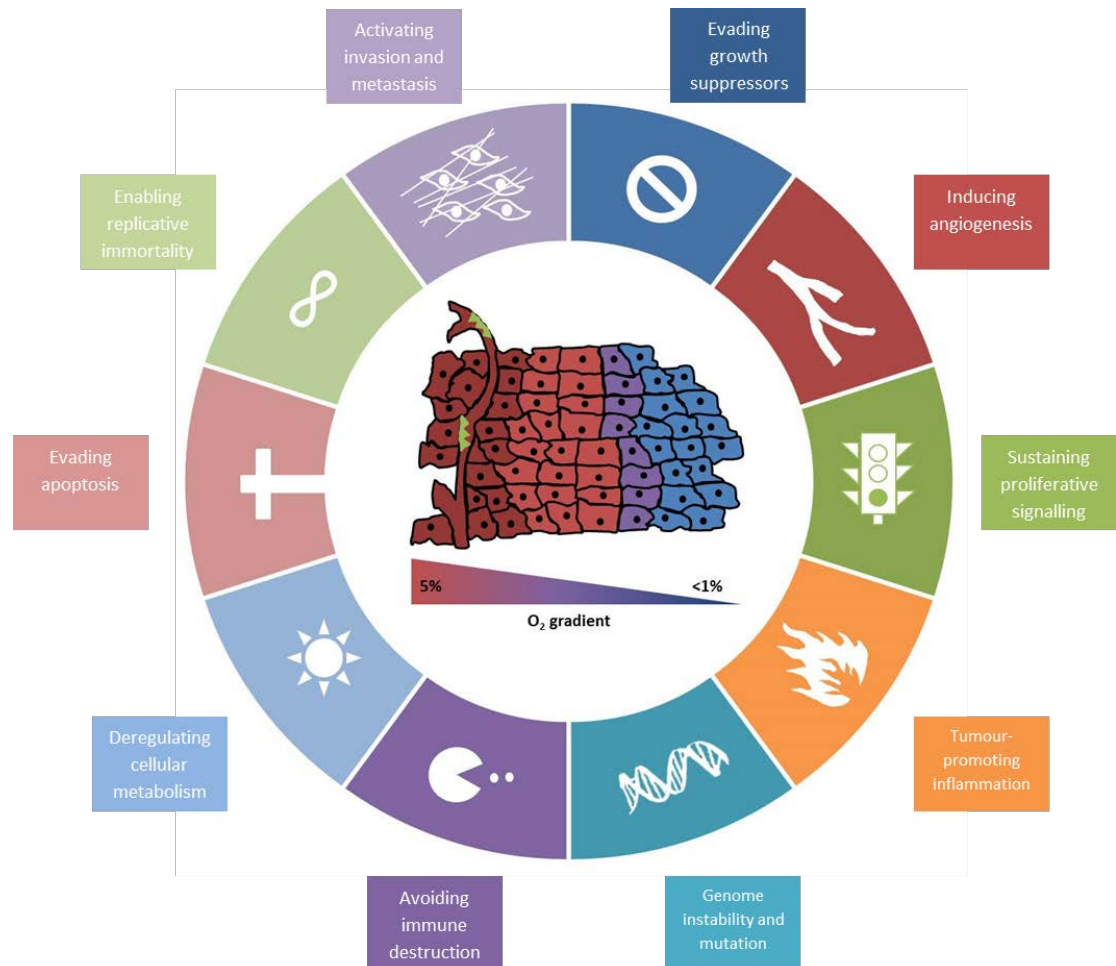 Activating
invasion and
metastasis
Evading
growth
suppressors
Enabling
replicative
immortality
Inducing
angiogenesis
Evading
apoptosis
Sustaining
proliferative
signalling
5%
<1%
O₂ gradient
Deregulating
cellular
metabolism
Tumour-
promoting
inflammation
Avoiding
immune
destruction
Genome
instability and
mutation